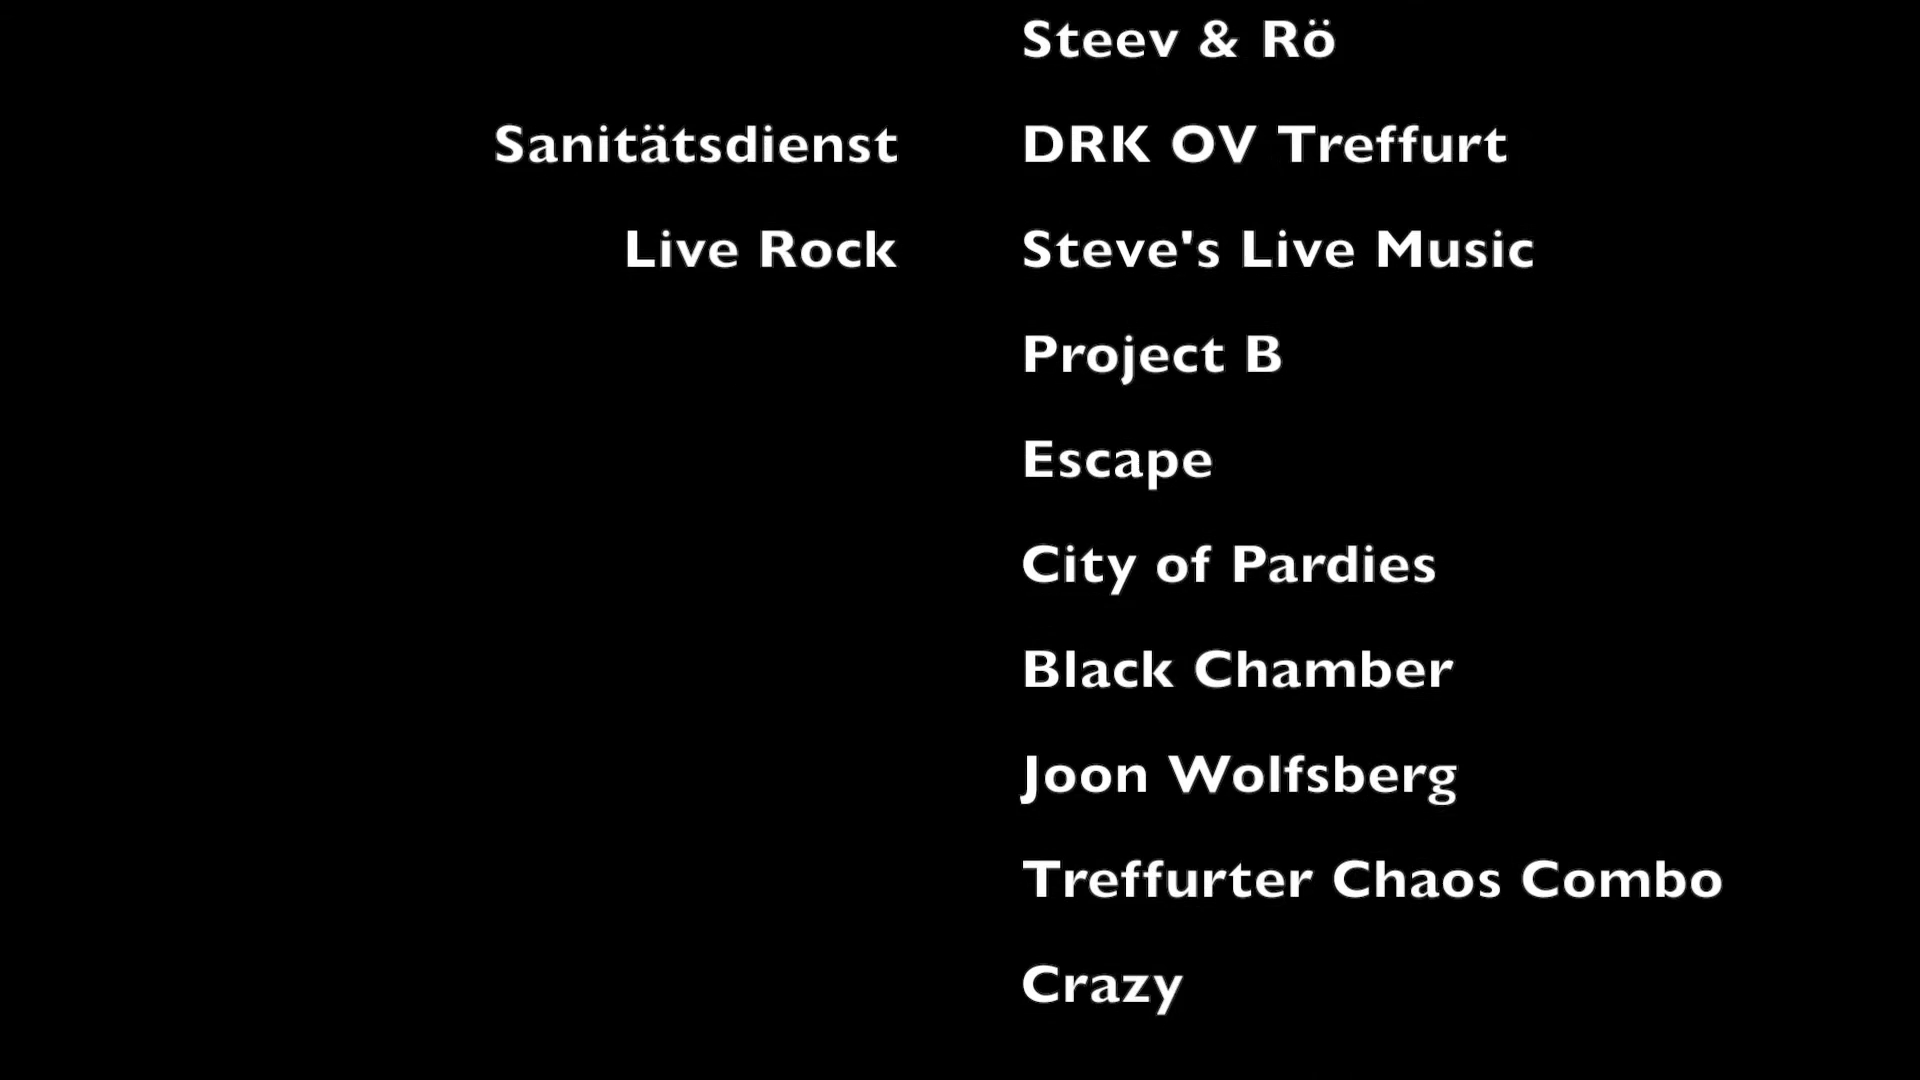 Steev & Rö
Sanitätsdienst DRK OV Treffurt
Live Rock Steve's Live Music
Project B
Escape
City of Pardies
Black Chamber
Joon Wolfsberg
Treffurter Chaos Combo
Crazy